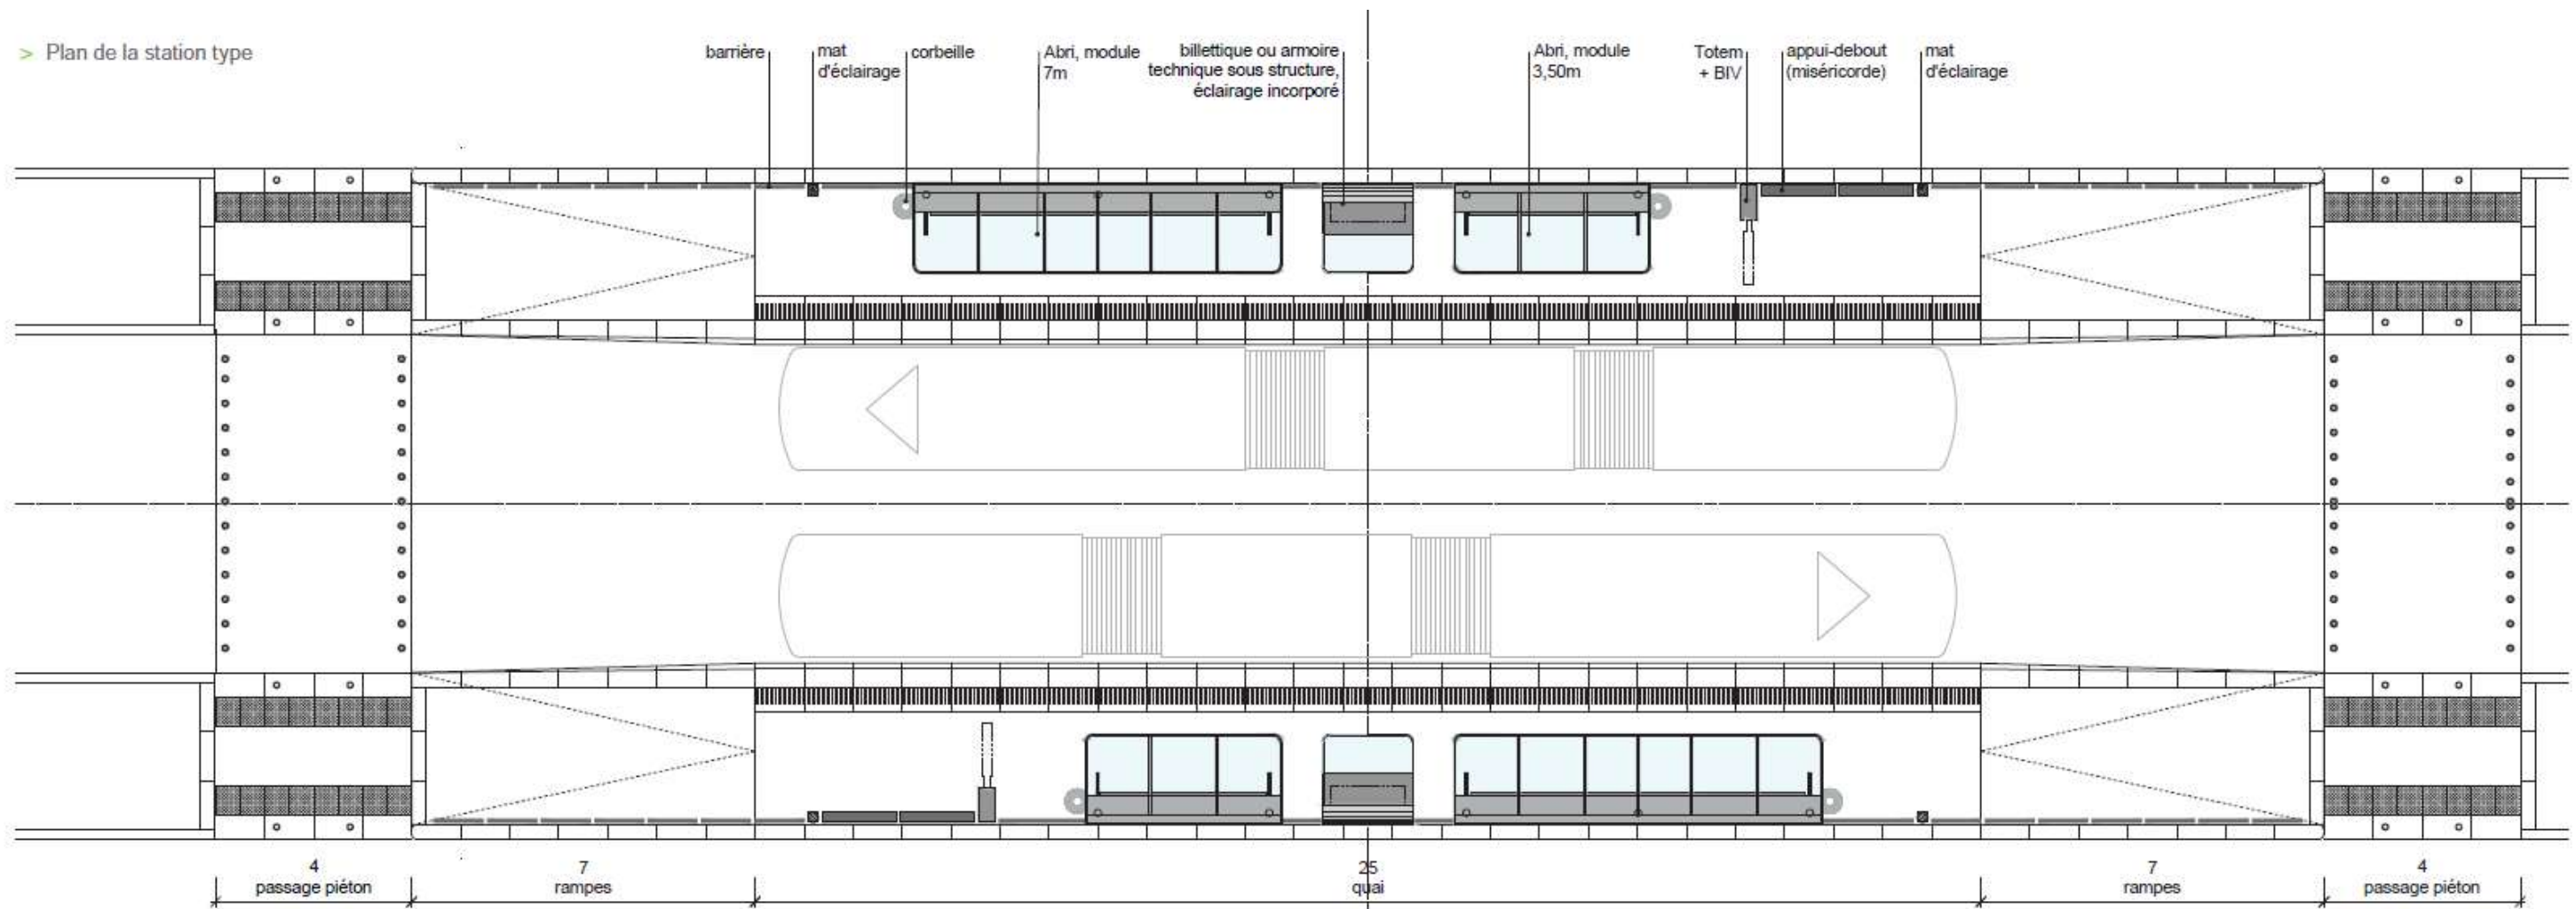 > Plan de la station type
barrière
mat
d'éclairage
corbeille
Abri, module
7m
billettique ou armoire
technique sous structure,
éclairage incorporé
Abri, module
3,50m
Totem
+ BIV
appui-debout
(miséricorde)
mat
d'éclairage
4
passage piéton
7
rampes
25
quai
7
rampes
4
passage piéton